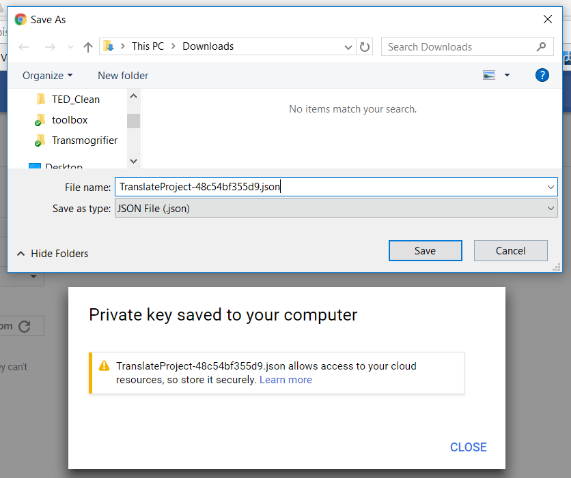 Save As
This PC > Downloads
Search Downloads
Organize
New folder
TED_Clean
toolbox
Transmogrifier
Desktop
No items match your search.
File name: TranslateProject-48c54bf355d9.json
Save as type: JSON File (.json)
Hide Folders
Save
Cancel
om
y can't
Private key saved to your computer
TranslateProject-48c54bf355d9.json allows access to your cloud
resources, so store it securely. Learn more
CLOSE